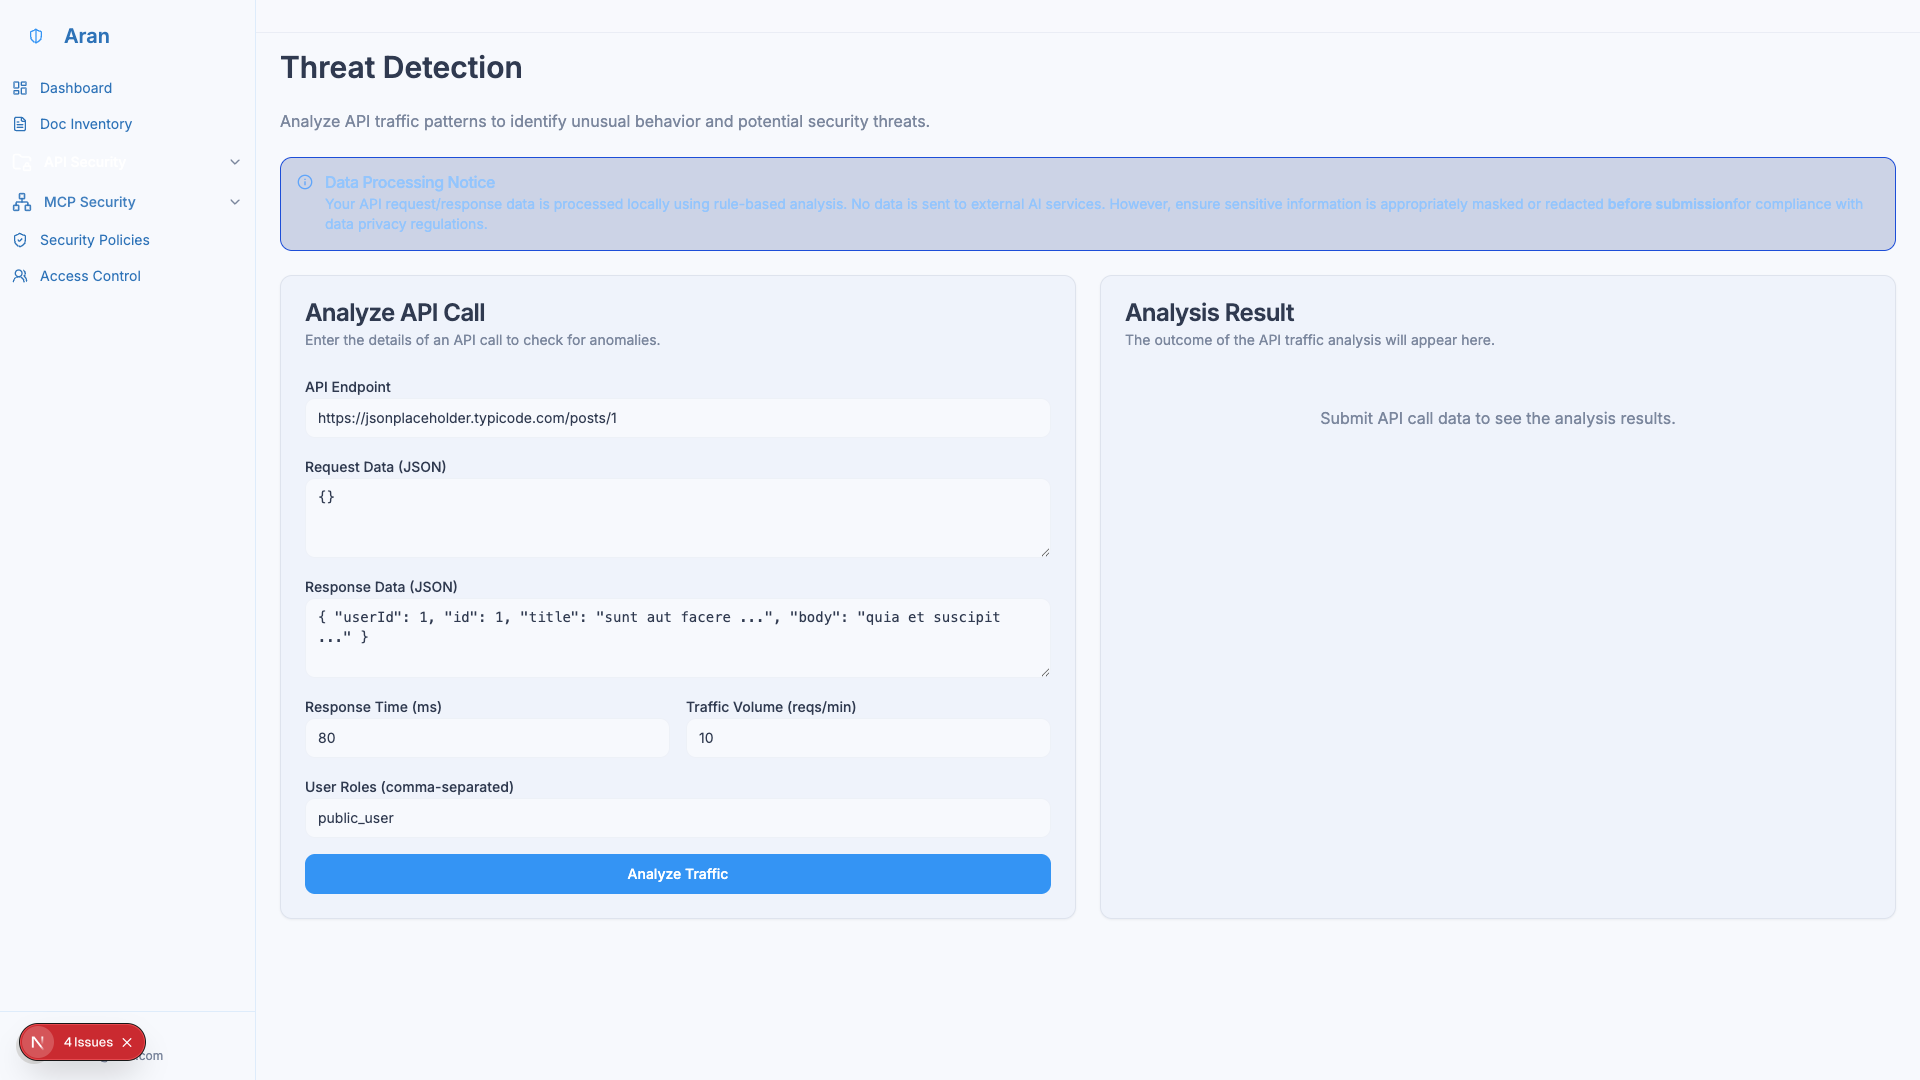 Aran
Dashboard
Doc Inventory
API Security
MCP Security
Security Policies
Access Control
4 Issues
.com
Threat Detection
Analyze API traffic patterns to identify unusual behavior and potential security threats.
Data Processing Notice
Your API request/response data is processed locally using rule-based analysis. No data is sent to external AI services. However, ensure sensitive information is appropriately masked or redacted before submissionfor compliance with
data privacy regulations.
Analyze API Call
Enter the details of an API call to check for anomalies.
API Endpoint
https://jsonplaceholder.typicode.com/posts/1
Request Data (JSON)
{}
Response Data (JSON)
{ "userId": 1, "id": 1, "title": "sunt aut facere ...", "body": "quia et suscipit
..." }
Response Time (ms)
Traffic Volume (reqs/min)
80
10
User Roles (comma-separated)
public_user
Analyze Traffic
Analysis Result
The outcome of the API traffic analysis will appear here.
Submit API call data to see the analysis results.